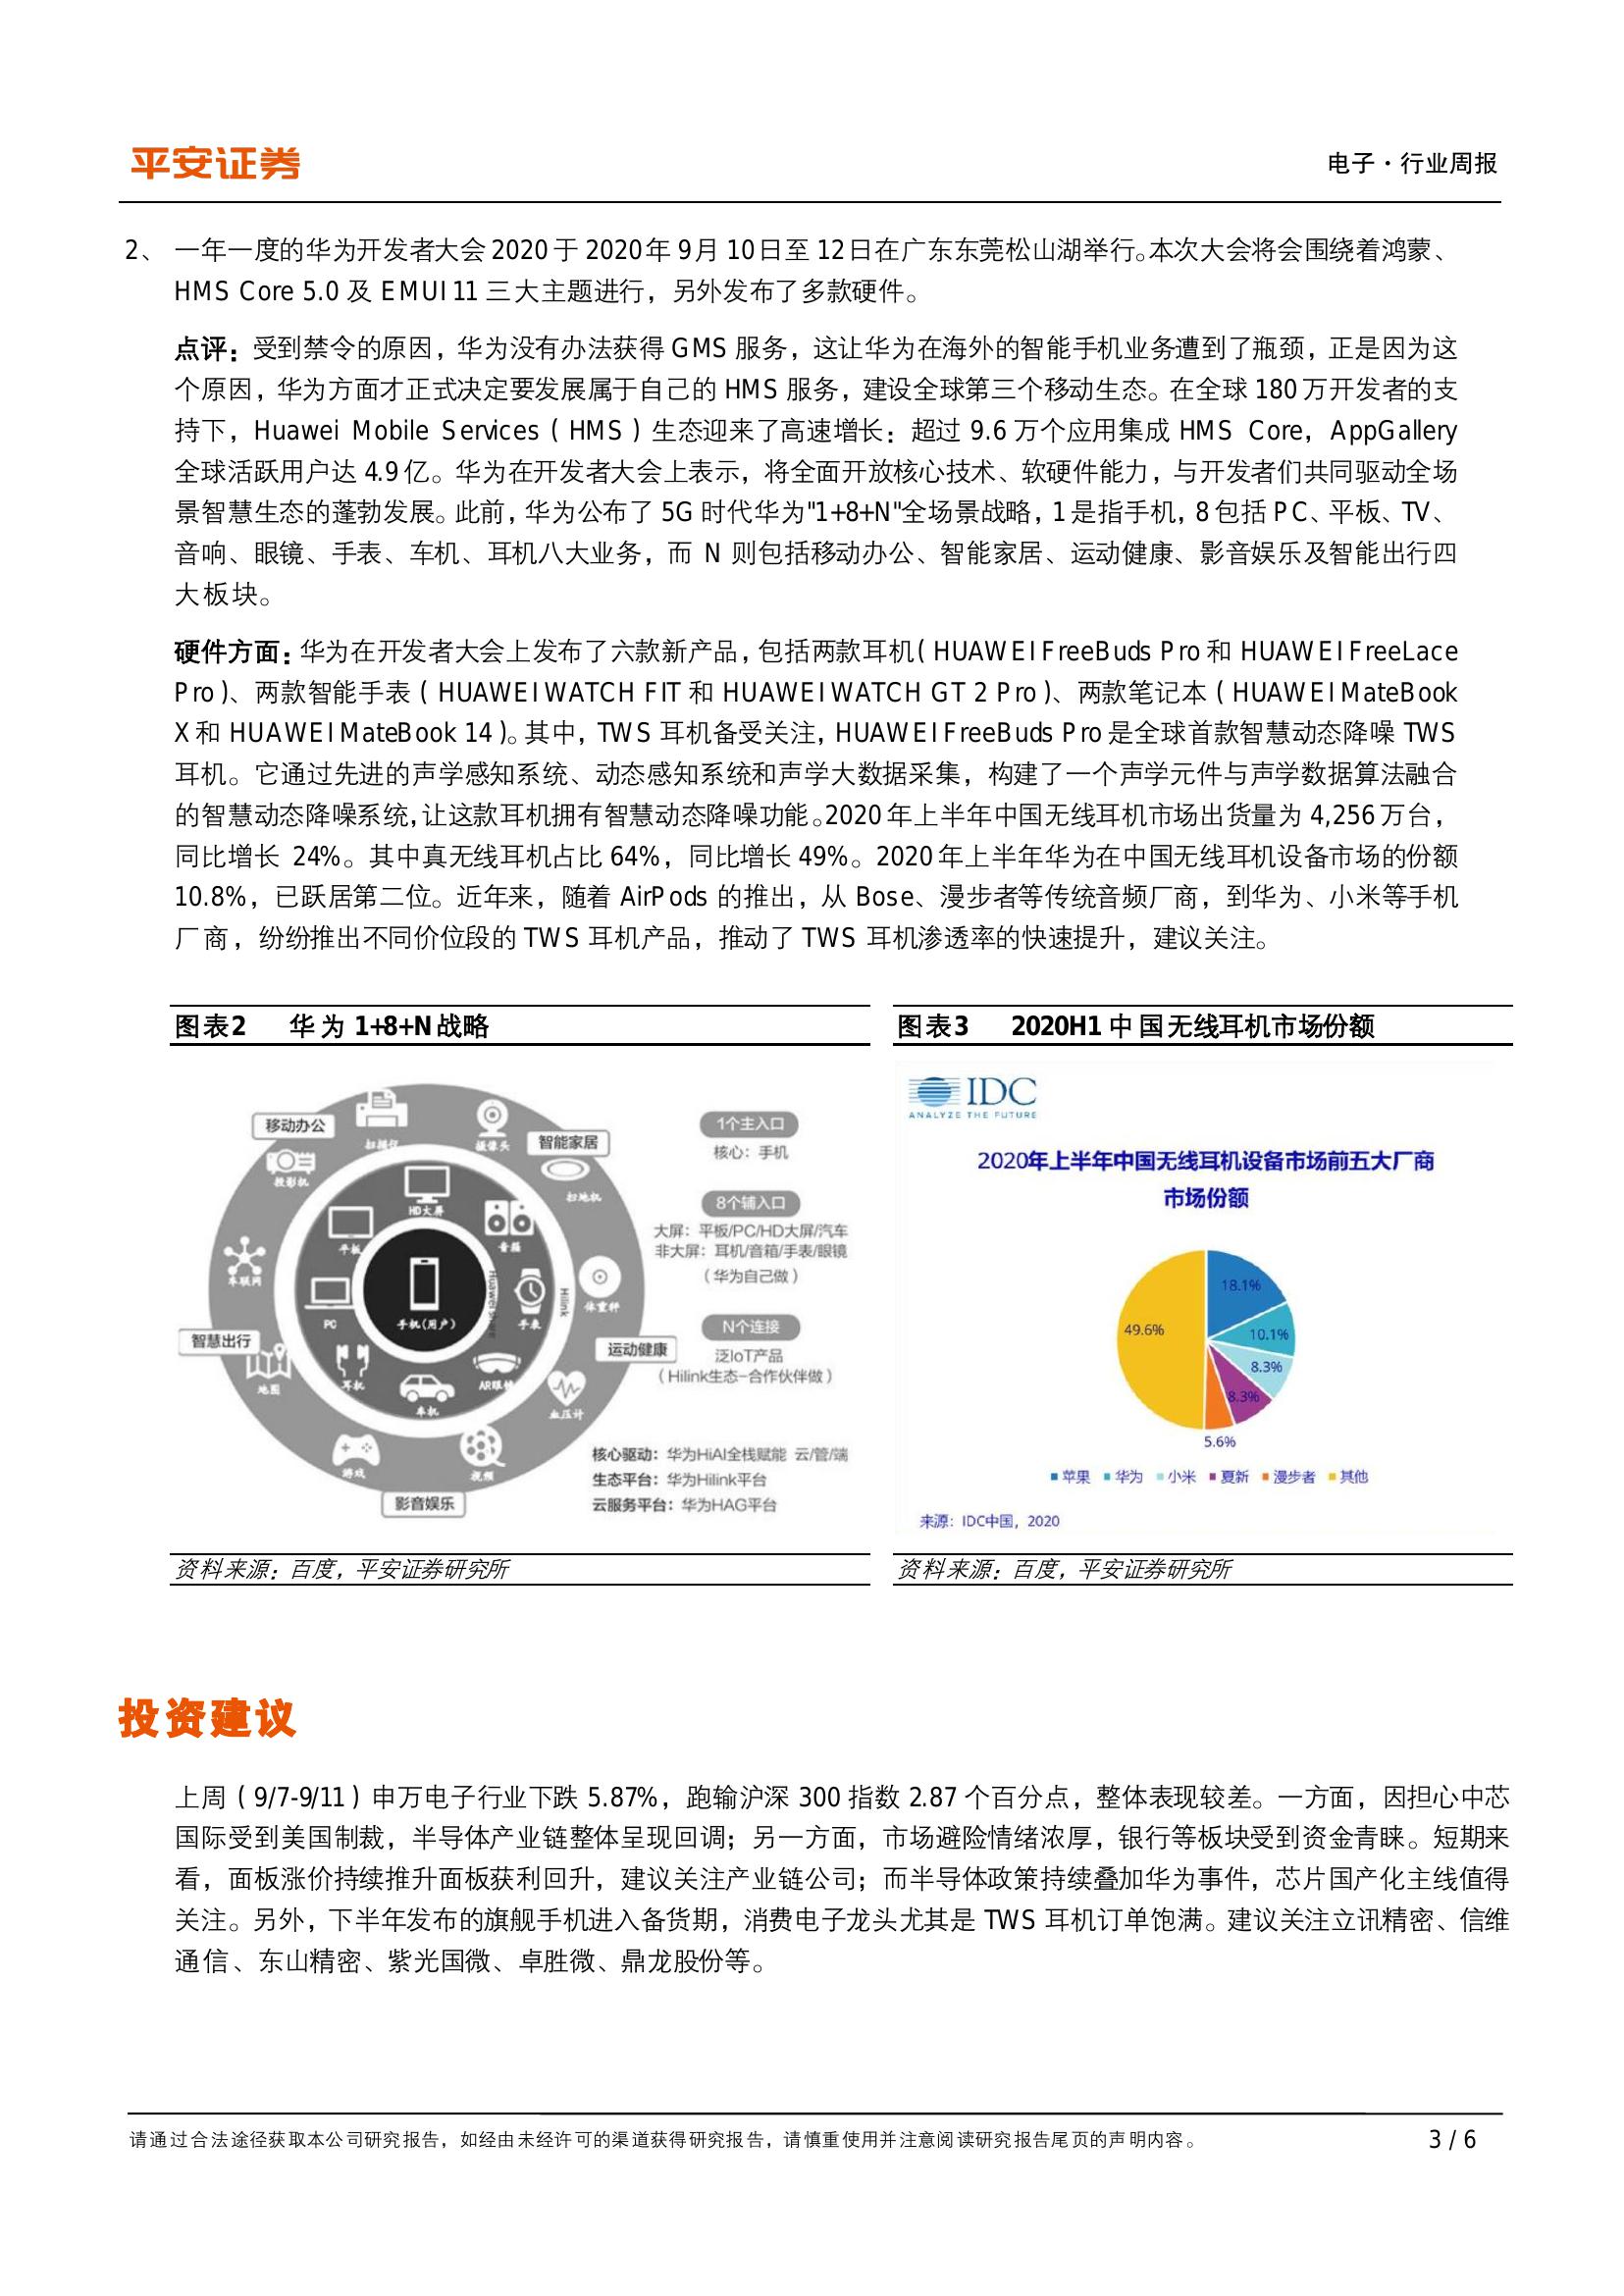 平安证券
电子·行业周报
2、 一年一度的华为开发者大会 2020 于 2020 年 9 月 10 日至 12 日在广东东莞松山湖举行。本次大会将会围绕着鸿蒙、
HMS Core 5.0 及 EMUI 11 三大主题进行，另外发布了多款硬件。
点评：受到禁令的原因，华为没有办法获得 GMS 服务，这让华为在海外的智能手机业务遭到了瓶颈，正是因为这
个原因，华为方面才正式决定要发展属于自己的 HMS 服务，建设全球第三个移动生态。在全球 180 万开发者的支
持下，Huawei Mobile Services（HMS）生态迎来了高速增长：超过 9.6 万个应用集成 HMS Core，AppGallery
全球活跃用户达 4.9 亿。华为在开发者大会上表示，将全面开放核心技术、软硬件能力，与开发者们共同驱动全场
景智慧生态的蓬勃发展。此前，华为公布了 5G 时代华为"1+8+N"全场景战略，1 是指手机，8 包括 PC、平板、TV、
音响、眼镜、手表、车机、耳机八大业务，而 N 则包括移动办公、智能家居、运动健康、影音娱乐及智能出行四
大板块。
硬件方面：华为在开发者大会上发布了六款新产品，包括两款耳机（HUAWEI FreeBuds Pro 和 HUAWEI FreeLace
Pro）、两款智能手表（HUAWEI WATCH FIT 和 HUAWEI WATCH GT 2 Pro）、两款笔记本（HUAWEI MateBook
X 和 HUAWEI MateBook 14）。其中，TWS 耳机备受关注，HUAWEI FreeBuds Pro 是全球首款智慧动态降噪 TWS
耳机。它通过先进的声学感知系统、动态感知系统和声学大数据采集，构建了一个声学元件与声学数据算法融合
的智慧动态降噪系统，让这款耳机拥有智慧动态降噪功能。2020 年上半年中国无线耳机市场出货量为 4,256 万台，
同比增长 24%。其中真无线耳机占比 64%，同比增长 49%。2020 年上半年华为在中国无线耳机设备市场的份额
10.8%，已跃居第二位。近年来，随着 AirPods 的推出，从 Bose、漫步者等传统音频厂商，到华为、小米等手机
厂商，纷纷推出不同价位段的 TWS 耳机产品，推动了 TWS 耳机渗透率的快速提升，建议关注。
图表2 华为 1+8+N 战略
移动办公
扫描仪
摄像头
智能家居
投影机
扫地机
HD大屏
平板
音箱
车联网
体重秤
PC
手机(用户)
Huawei Share
手表
Hilink
智慧出行
运动健康
地图
耳机
车机
AR眼镜
血压计
游戏
视频
影音娱乐
1个主入口
核心：手机
8个辅入口
大屏：平板/PC/HD大屏/汽车
非大屏：耳机/音箱/手表/眼镜
（华为自己做）
N个连接
泛IoT产品
（Hilink生态-合作伙伴做）
核心驱动：华为HiAI全栈赋能 云/管/端
生态平台：华为Hilink平台
云服务平台：华为HAG平台
资料来源：百度，平安证券研究所
图表3 2020H1 中国无线耳机市场份额
IDC
ANALYZE THE FUTURE
2020年上半年中国无线耳机设备市场前五大厂商
市场份额
18.1%
10.1%
8.3%
8.3%
5.6%
49.6%
苹果 华为 小米 夏新 漫步者 其他
来源：IDC中国，2020
资料来源：百度，平安证券研究所
投资建议
上周（9/7-9/11）申万电子行业下跌 5.87%，跑输沪深 300 指数 2.87 个百分点，整体表现较差。一方面，因担心中芯
国际受到美国制裁，半导体产业链整体呈现回调；另一方面，市场避险情绪浓厚，银行等板块受到资金青睐。短期来
看，面板涨价持续推升面板获利回升，建议关注产业链公司；而半导体政策持续叠加华为事件，芯片国产化主线值得
关注。另外，下半年发布的旗舰手机进入备货期，消费电子龙头尤其是 TWS 耳机订单饱满。建议关注立讯精密、信维
通信、东山精密、紫光国微、卓胜微、鼎龙股份等。
请通过合法途径获取本公司研究报告，如经由未经许可的渠道获得研究报告，请慎重使用并注意阅读研究报告尾页的声明内容。
3 / 6